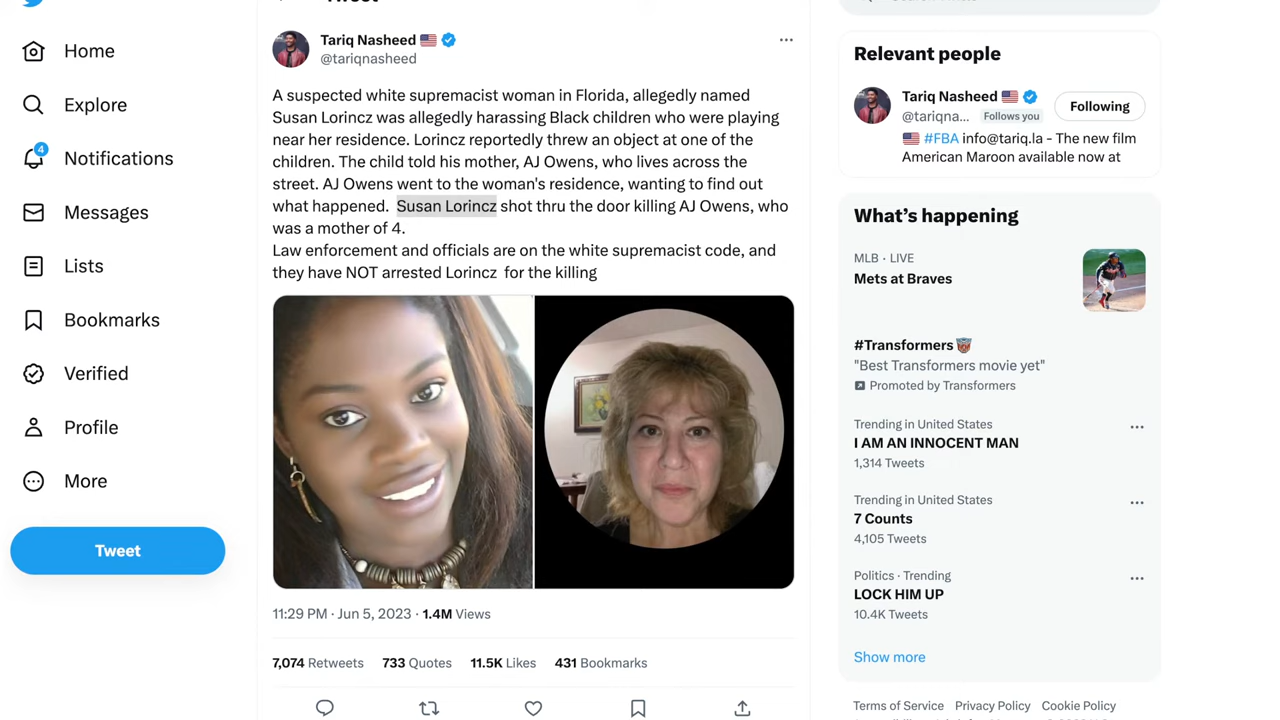 Tweet
Home
Explore
4
Notifications
Messages
Lists
Bookmarks
Verified
Profile
More
Tweet
Tariq Nasheed
@tariqnasheed
A suspected white supremacist woman in Florida, allegedly named
Susan Lorincz was allegedly harassing Black children who were playing
near her residence. Lorincz reportedly threw an object at one of the
children. The child told his mother, AJ Owens, who lives across the
street. AJ Owens went to the woman's residence, wanting to find out
what happened. Susan Lorincz shot thru the door killing AJ Owens, who
was a mother of 4.
Law enforcement and officials are on the white supremacist code, and
they have NOT arrested Lorincz for the killing
11:29 PM · Jun 5, 2023 · 1.4M Views
7,074 Retweets 733 Quotes 11.5K Likes 431 Bookmarks
Relevant people
Tariq Nasheed
@tariqna... Follows you
Following
#FBA info@tariq.la - The new film
American Maroon available now at
What's happening
MLB · LIVE
Mets at Braves
#Transformers
"Best Transformers movie yet"
Promoted by Transformers
Trending in United States
I AM AN INNOCENT MAN
1,314 Tweets
Trending in United States
7 Counts
4,105 Tweets
Politics · Trending
LOCK HIM UP
10.4K Tweets
Show more
Terms of Service Privacy Policy Cookie Policy